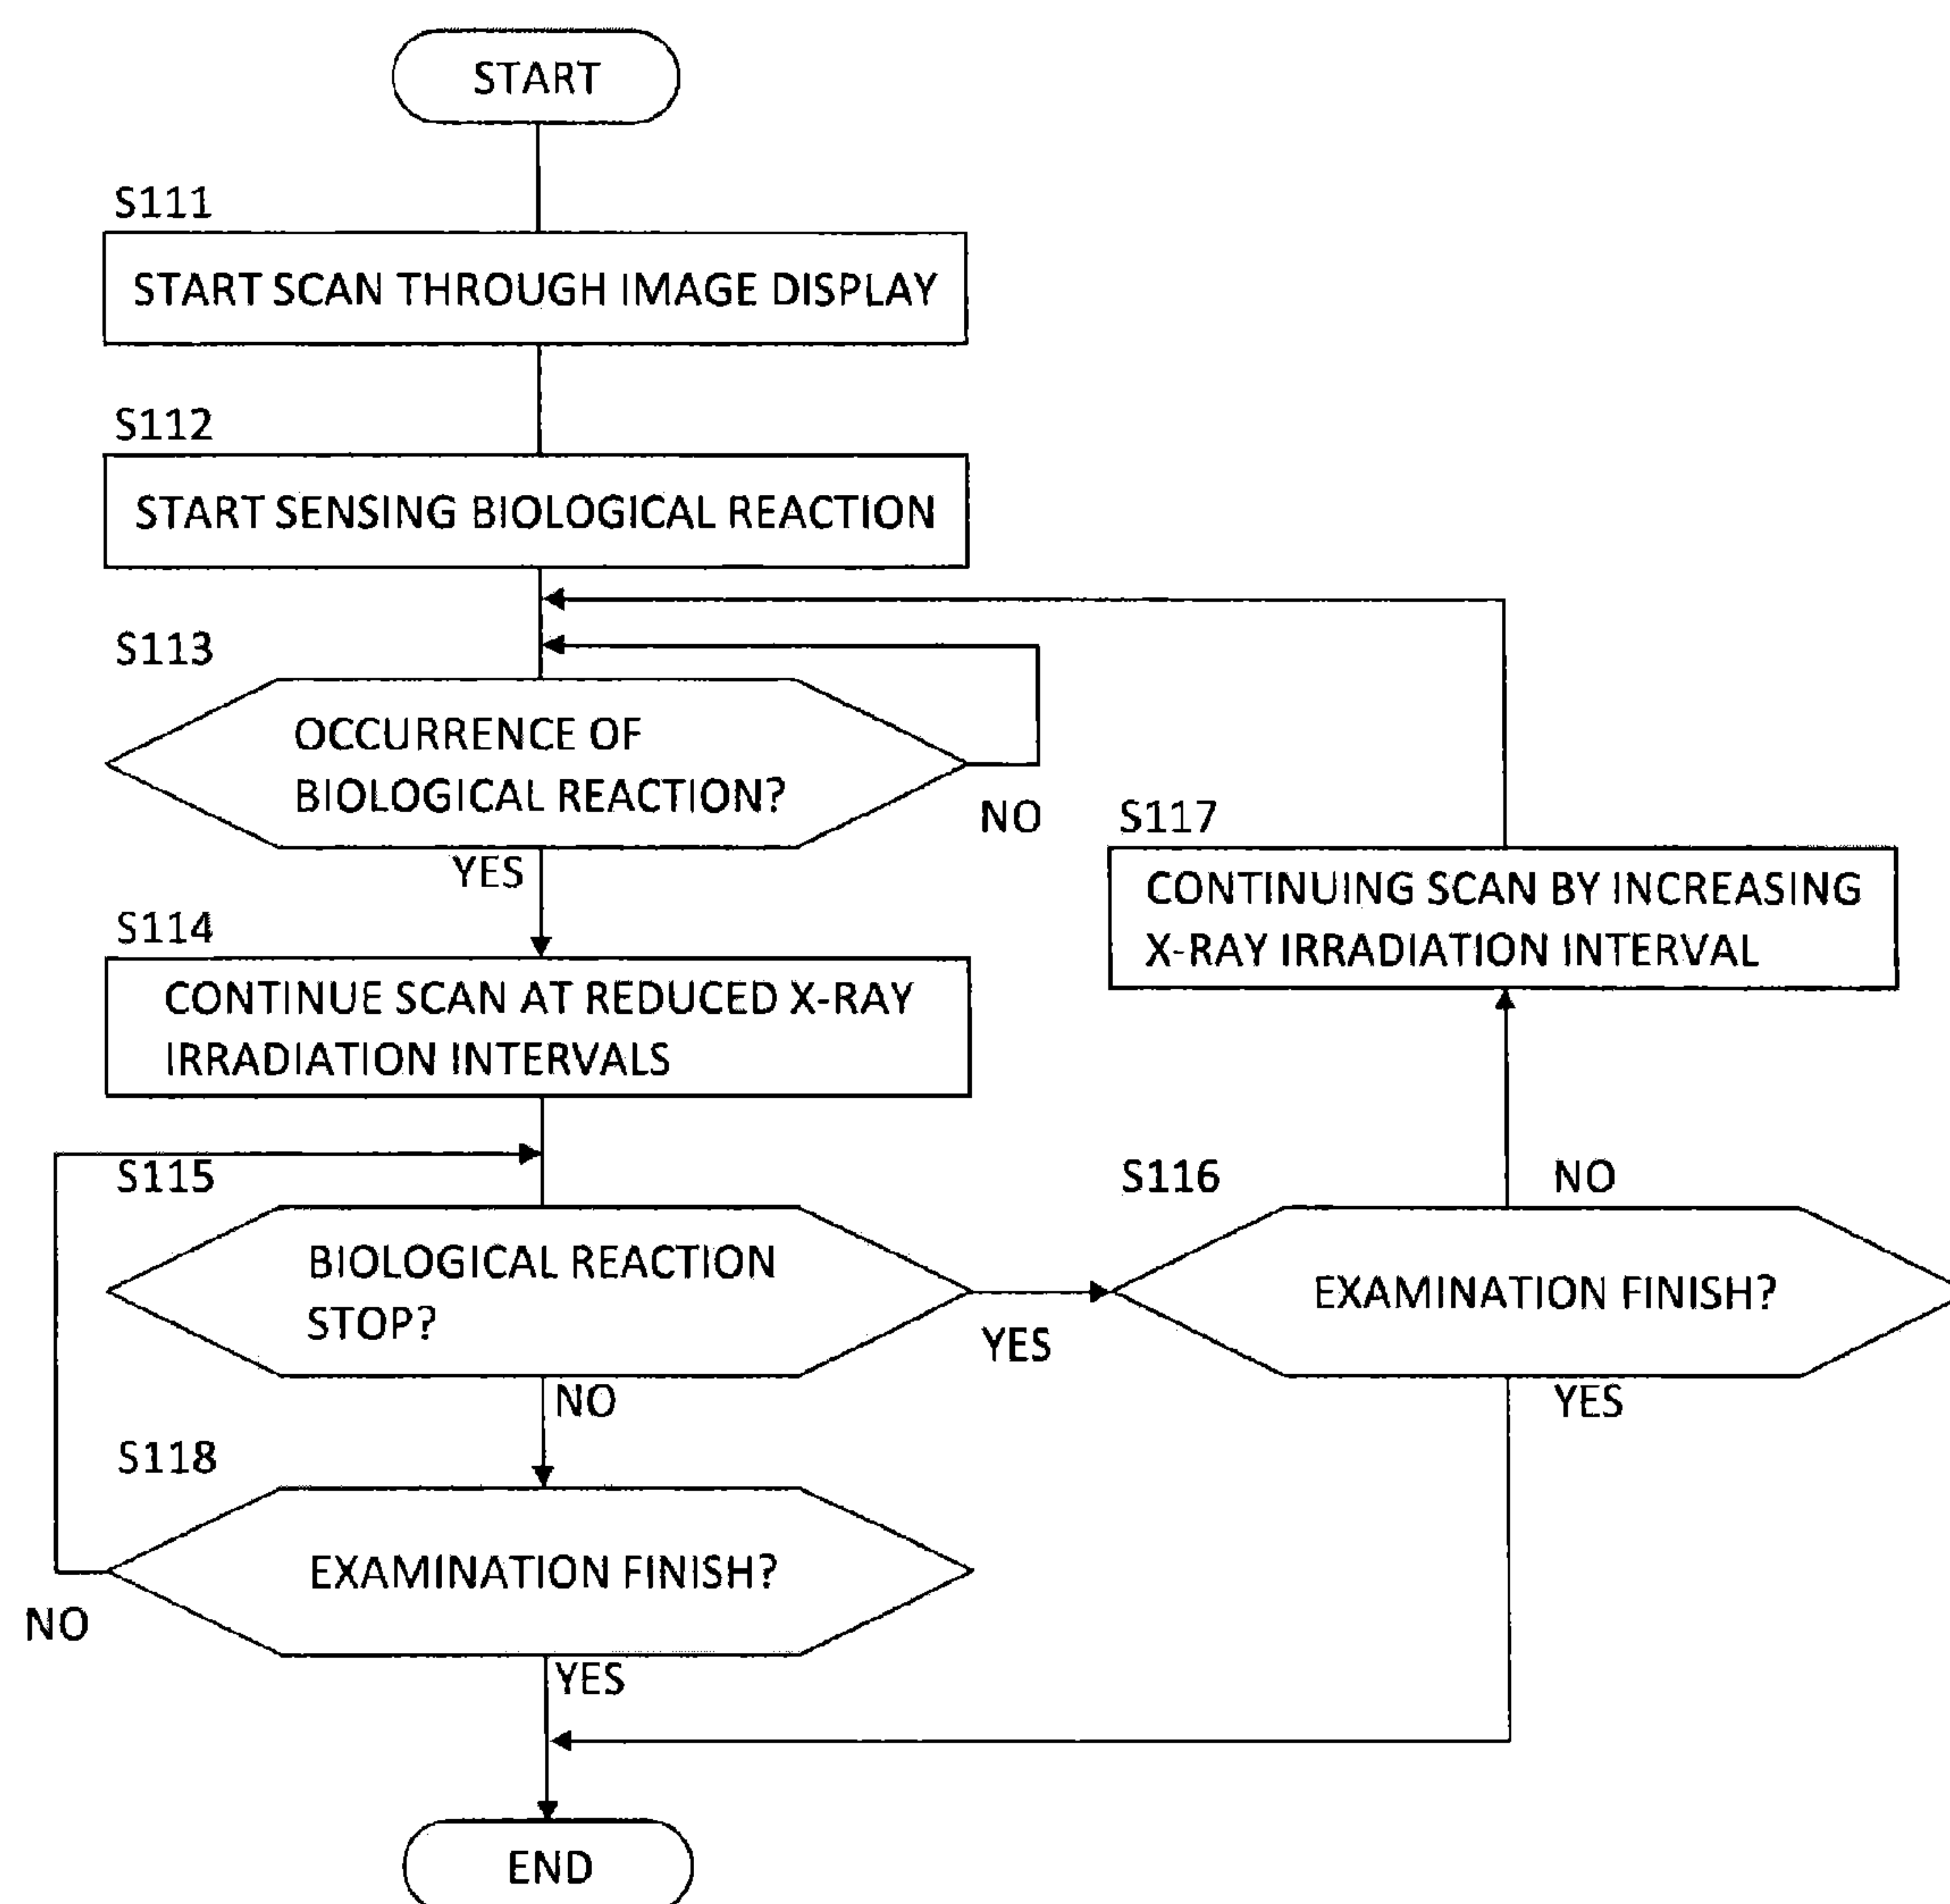 START
S111
START SCAN THROUGH IMAGE DISPLAY
S112
START SENSING BIOLOGICAL REACTION
S113
OCCURRENCE OF
BIOLOGICAL REACTION?
NO
YES
S114
CONTINUE SCAN AT REDUCED X-RAY
IRRADIATION INTERVALS
S115
BIOLOGICAL REACTION
STOP?
YES
NO
S116
EXAMINATION FINISH?
NO
YES
S117
CONTINUING SCAN BY INCREASING
X-RAY IRRADIATION INTERVAL
S118
EXAMINATION FINISH?
NO
YES
END